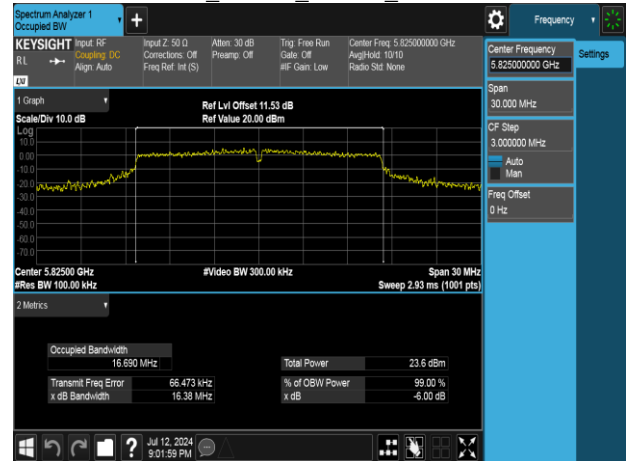 Spectrum Analyzer 1
Occupied BW
Frequency
KEYSIGHT
Input: RF
Coupling: DC
Align: Auto
Input Z: 50 Ω
Corrections: Off
Freq Ref: Int (S)
Atten: 30 dB
Preamp: Off
Trig: Free Run
Gate: Off
#IF Gain: Low
Center Freq: 5.825000000 GHz
Avg|Hold: 10/10
Radio Std: None
RL
LXI
Center Frequency
5.825000000 GHz
Settings
Span
30.000 MHz
CF Step
3.000000 MHz
Auto
Man
Freq Offset
0 Hz
1 Graph
Scale/Div 10.0 dB
Ref Lvl Offset 11.53 dB
Ref Value 20.00 dBm
Log
10.0
0.00
-10.0
-20.0
-30.0
-40.0
-50.0
-60.0
-70.0
Center 5.82500 GHz
#Video BW 300.00 kHz
Span 30 MHz
#Res BW 100.00 kHz
Sweep 2.93 ms (1001 pts)
2 Metrics
Occupied Bandwidth
16.690 MHz
Total Power 23.6 dBm
Transmit Freq Error 66.473 kHz
% of OBW Power 99.00 %
x dB Bandwidth 16.38 MHz
x dB -6.00 dB
?
Jul 12, 2024
9:01:59 PM